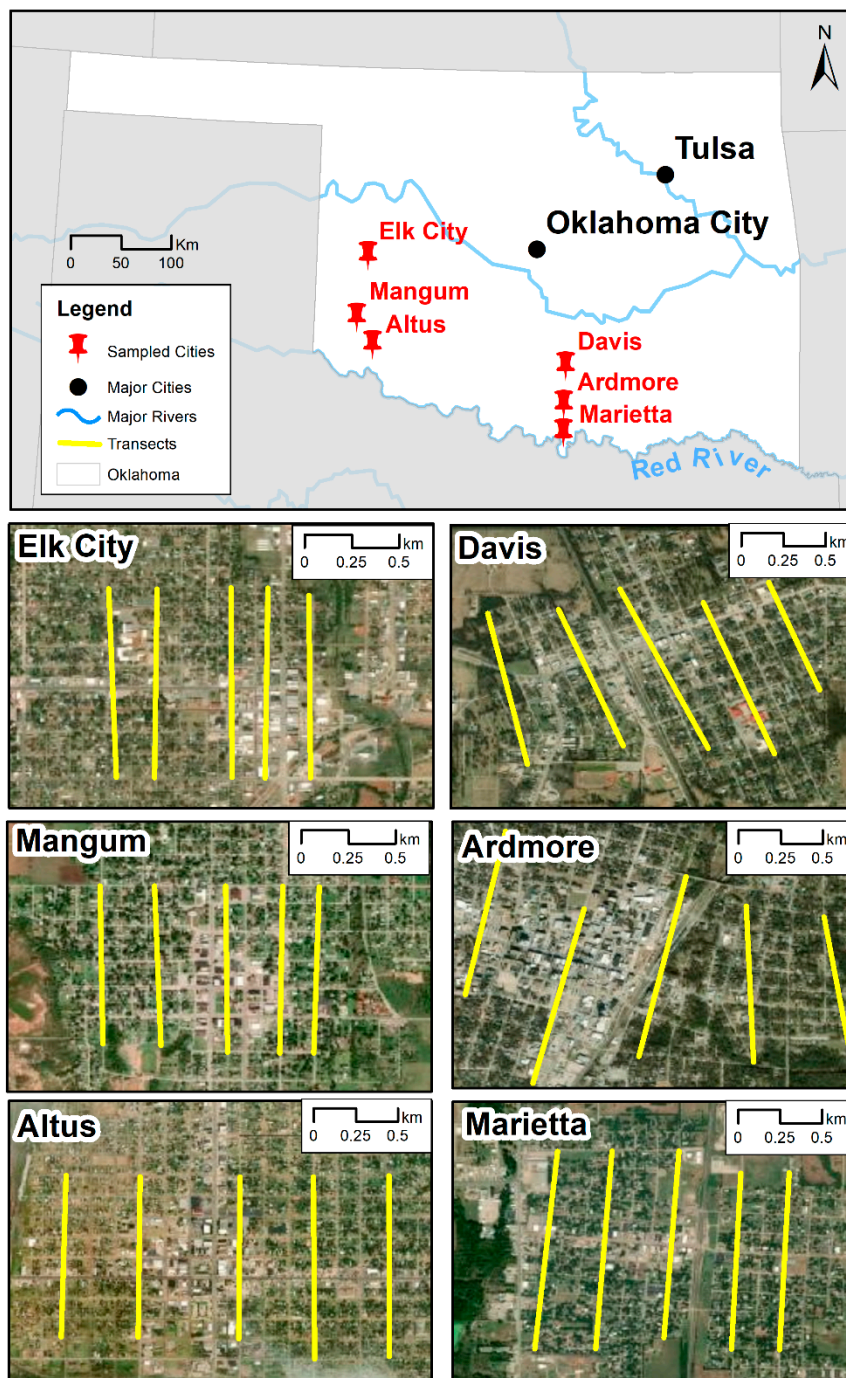 N
Tulsa
Oklahoma City
Elk City
Km
0 50 100
Mangum
Altus
Legend
Sampled Cities
Major Cities
Major Rivers
Transects
Oklahoma
Davis
Ardmore
Marietta
Red River
Elk City
km
0 0.25 0.5
Davis
km
0 0.25 0.5
Mangum
km
0 0.25 0.5
Ardmore
km
0 0.25 0.5
Altus
km
0 0.25 0.5
Marietta
km
0 0.25 0.5